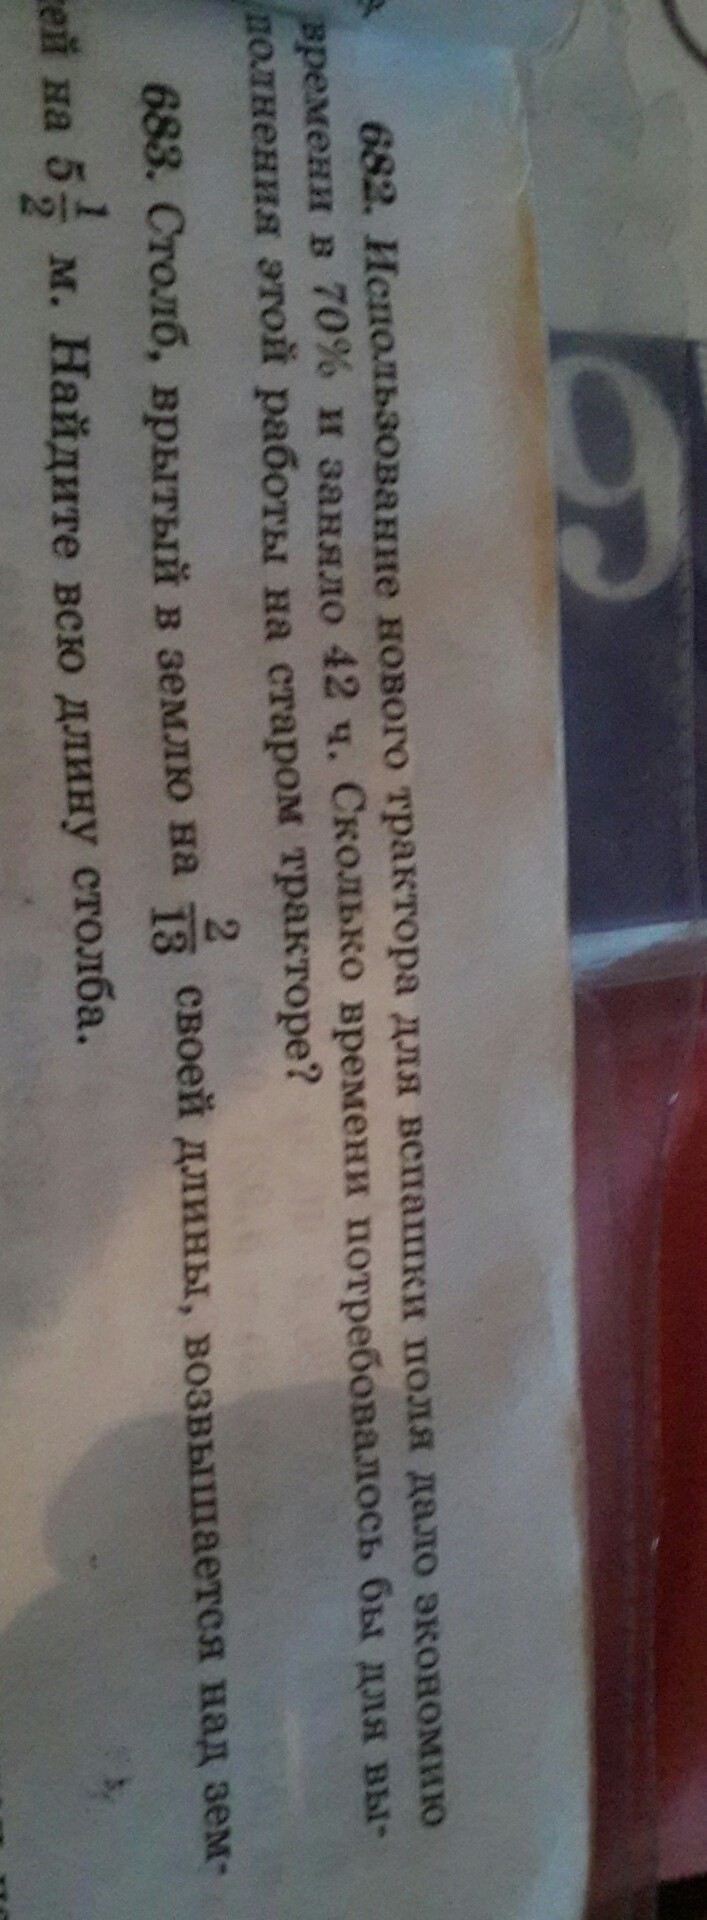 9
682. Использование нового трактора для вспашки поля дало экономию
времени в 70% и заняло 42 ч. Сколько времени потребовалось бы для вы-
полнения этой работы на старом тракторе?
683. Столб, врытый в землю на 2/13 своей длины, возвышается над зем-
лей на 5 1/2 м. Найдите всю длину столба.